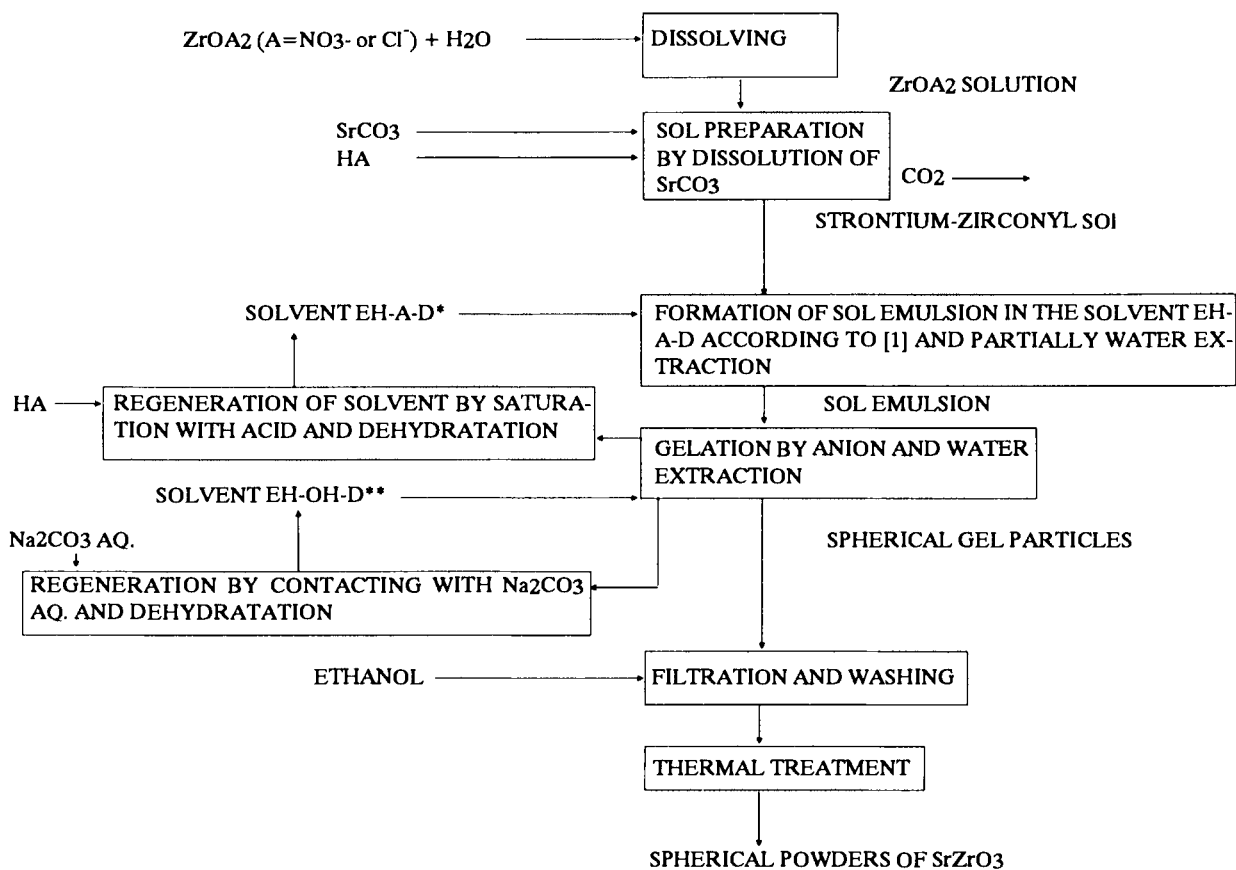 ZrOA2 (A=NO3- or Cl-) + H2O
DISSOLVING
ZrOA2 SOLUTION
SrCO3
HA
SOL PREPARATION
BY DISSOLUTION OF
SrCO3
CO2
STRONTIUM-ZIRCONYL SOl
SOLVENT EH-A-D*
FORMATION OF SOL EMULSION IN THE SOLVENT EH-
A-D ACCORDING TO [1] AND PARTIALLY WATER EX-
TRACTION
HA
REGENERATION OF SOLVENT BY SATURA-
TION WITH ACID AND DEHYDRATATION
SOL EMULSION
GELATION BY ANION AND WATER
EXTRACTION
SOLVENT EH-OH-D**
Na2CO3 AQ.
SPHERICAL GEL PARTICLES
REGENERATION BY CONTACTING WITH Na2CO3
AQ. AND DEHYDRATATION
ETHANOL
FILTRATION AND WASHING
THERMAL TREATMENT
SPHERICAL POWDERS OF SrZrO3